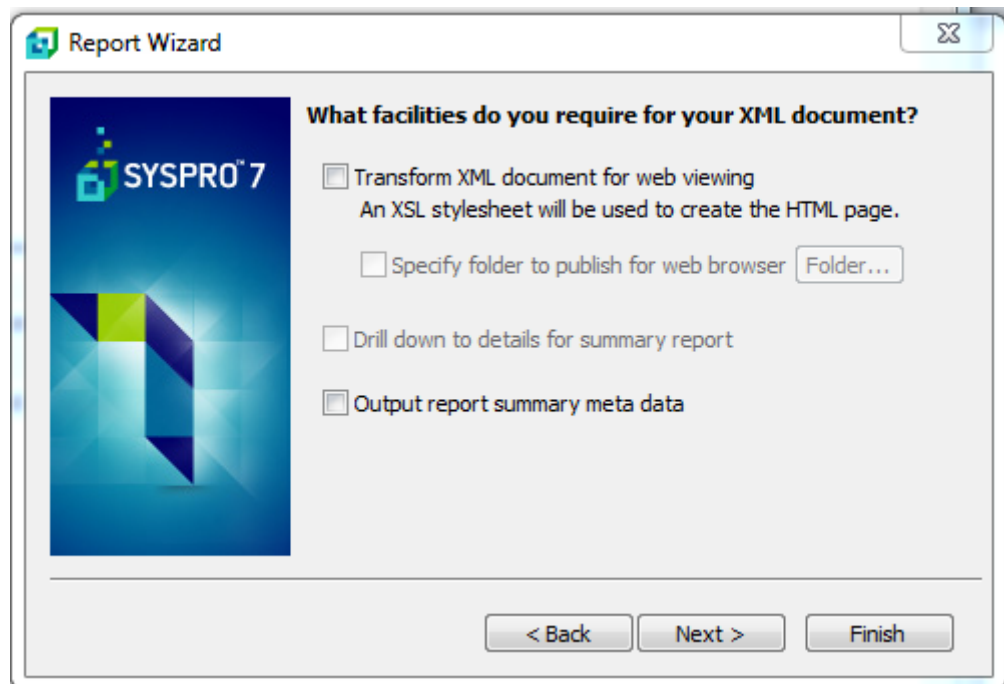 Report Wizard
SYSPRO™ 7
What facilities do you require for your XML document?
Transform XML document for web viewing
An XSL stylesheet will be used to create the HTML page.
Specify folder to publish for web browser Folder...
Drill down to details for summary report
Output report summary meta data
< Back Next > Finish